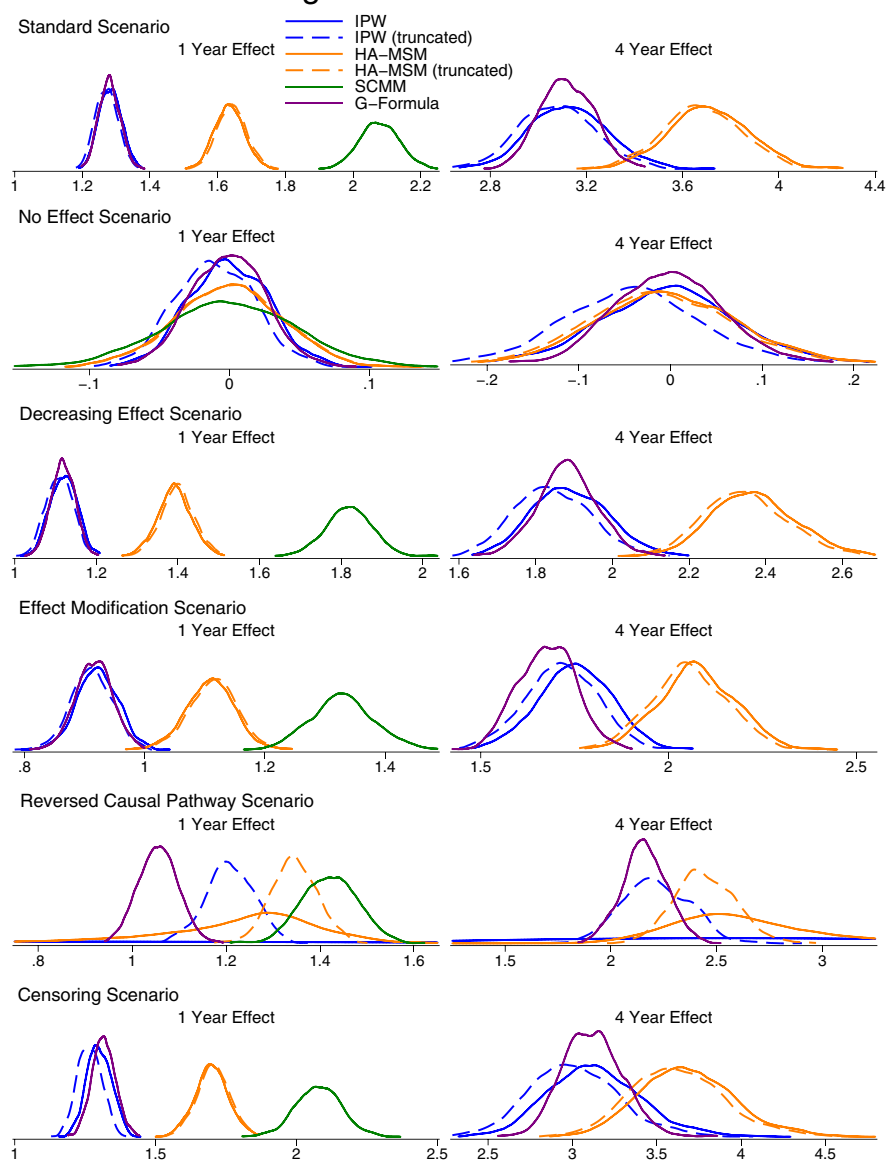 Standard Scenario
IPW
IPW (truncated)
HA−MSM
HA−MSM (truncated)
SCMM
G−Formula
1 Year Effect
4 Year Effect
1 1.2 1.4 1.6 1.8 2 2.2
2.8 3.2 3.6 4 4.4
No Effect Scenario
1 Year Effect
4 Year Effect
−.1 0 .1
−.2 −.1 0 .1 .2
Decreasing Effect Scenario
1 Year Effect
4 Year Effect
1 1.2 1.4 1.6 1.8 2
1.6 1.8 2 2.2 2.4 2.6
Effect Modification Scenario
1 Year Effect
4 Year Effect
.8 1 1.2 1.4
1.5 2 2.5
Reversed Causal Pathway Scenario
1 Year Effect
4 Year Effect
.8 1 1.2 1.4 1.6
1.5 2 2.5 3
Censoring Scenario
1 Year Effect
4 Year Effect
1 1.5 2 2.5
2.5 3 3.5 4 4.5